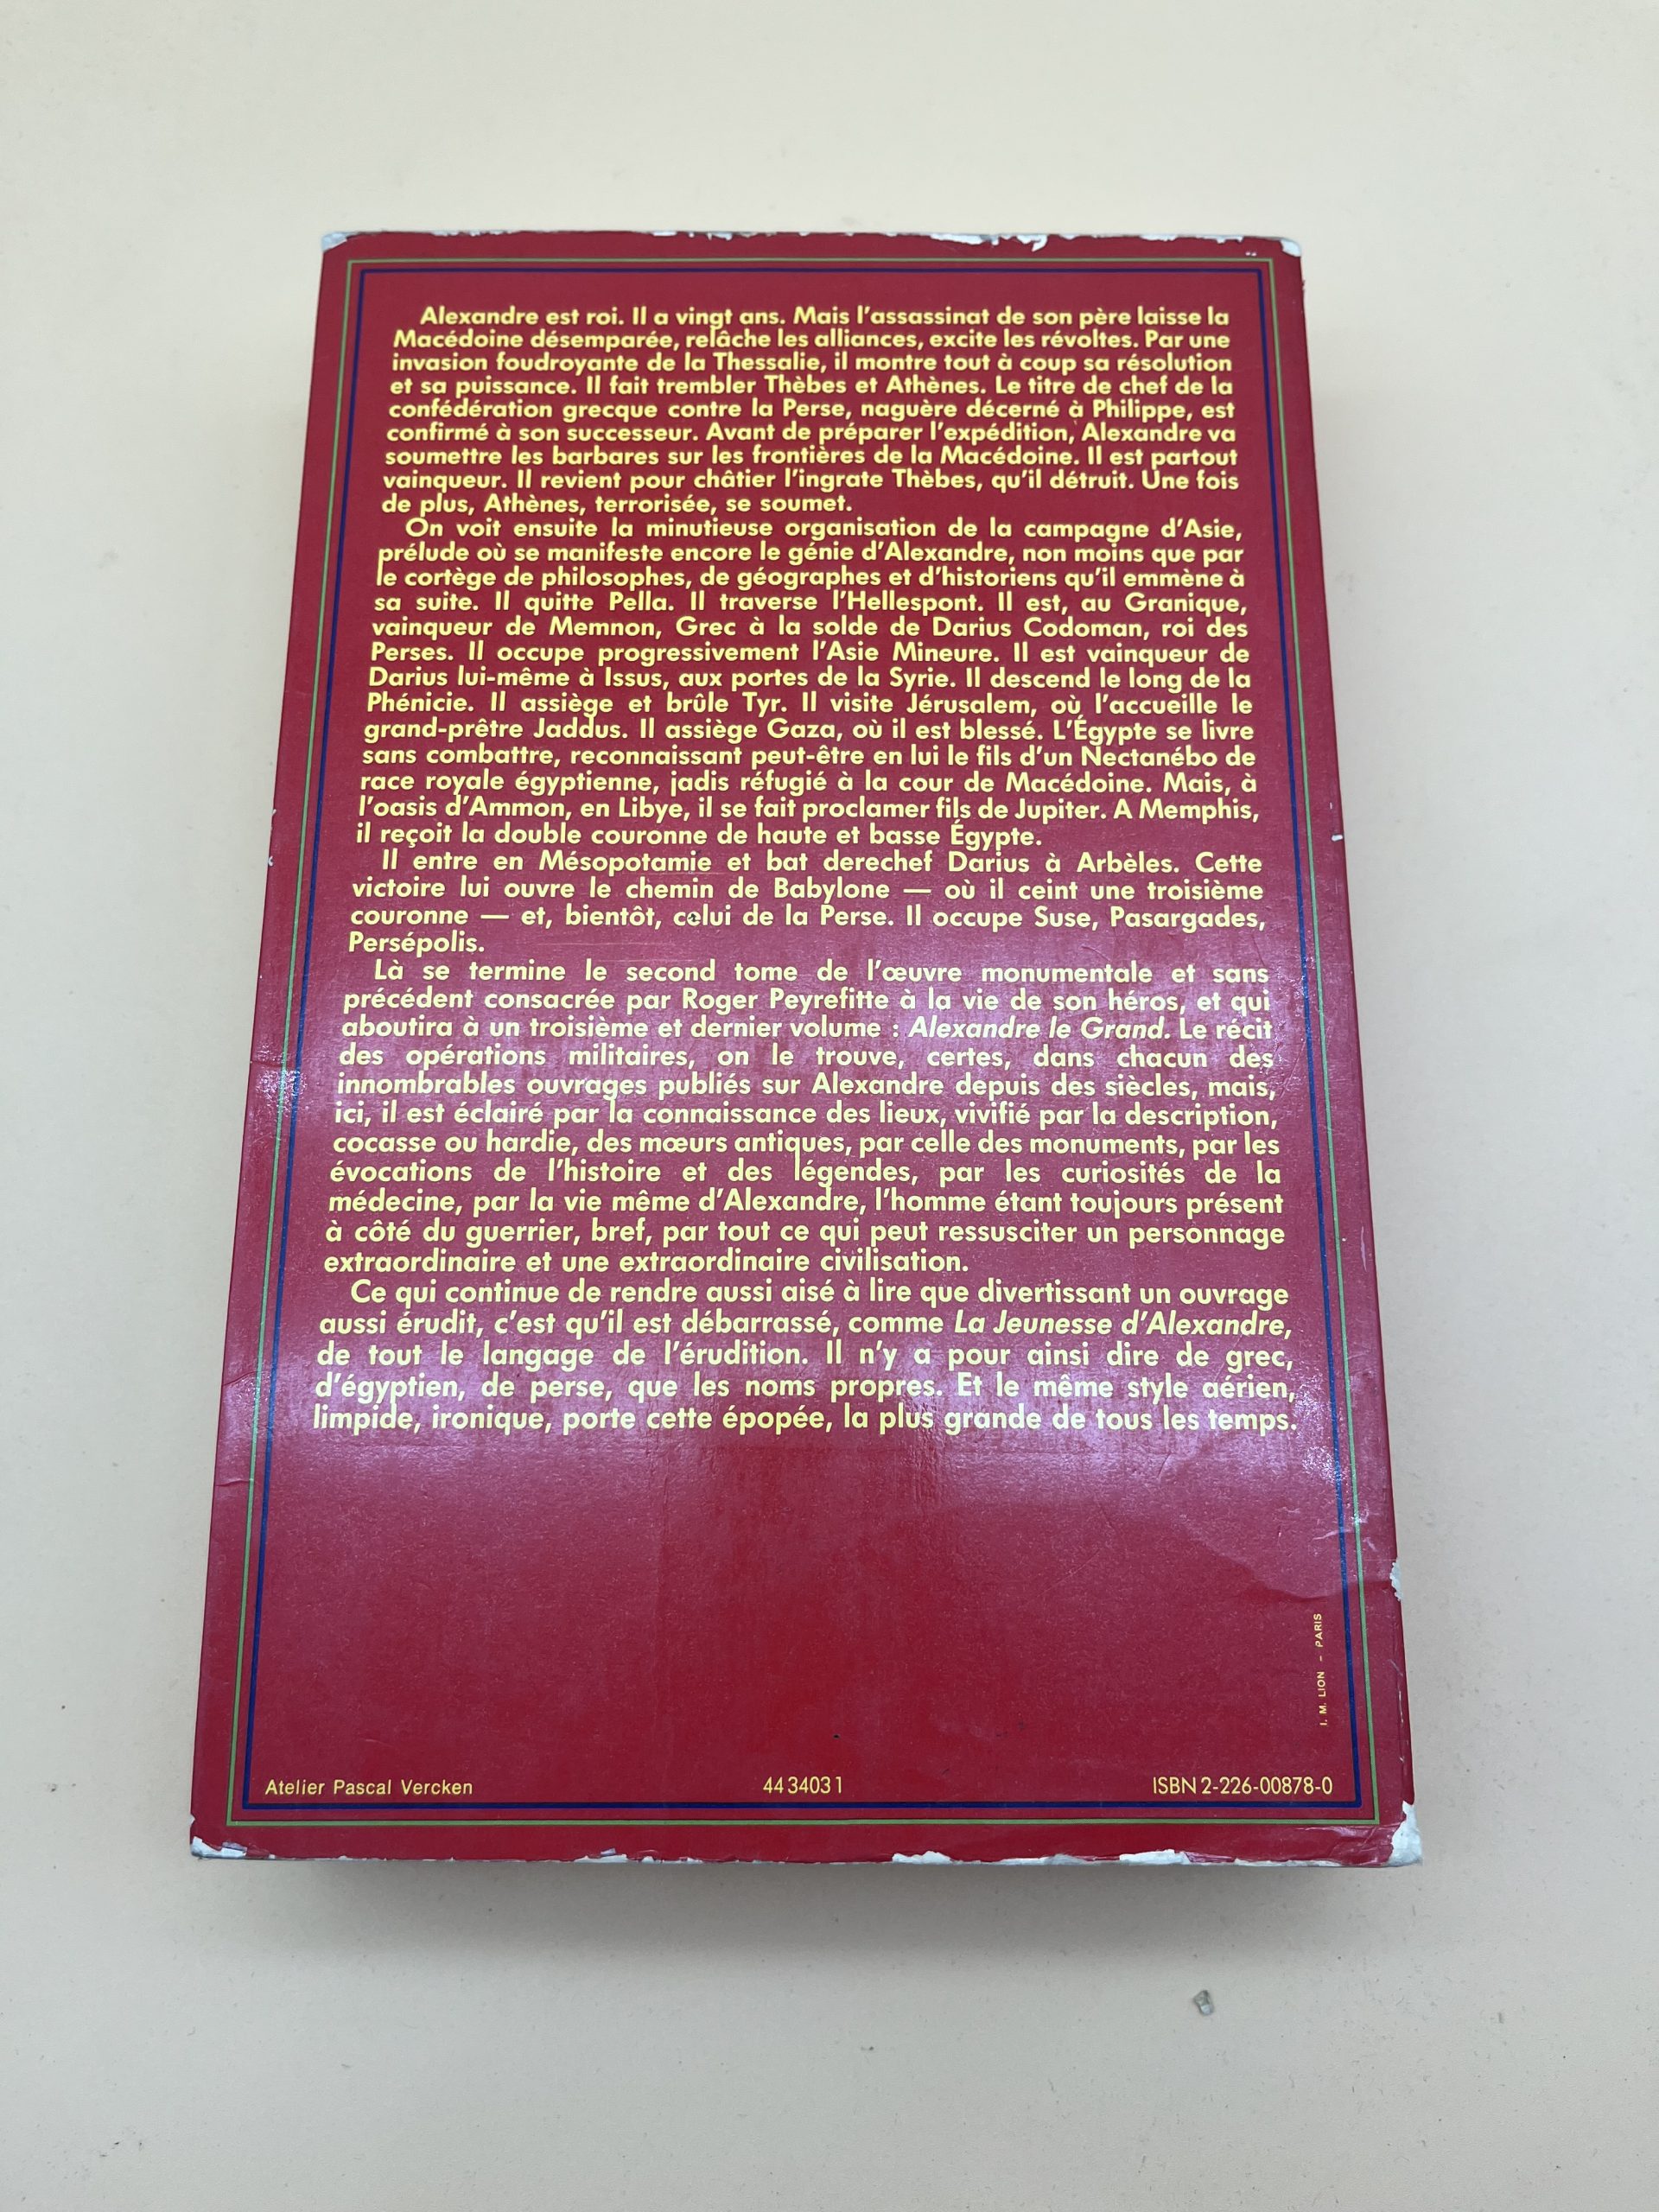 Alexandre est roi. Il a vingt ans. Mais l'assassinat de son père laisse la
Macédoine désemparée, relâche les alliances, excite les révoltes. Par une
invasion foudroyante de la Thessalie, il montre tout à coup sa résolution
et sa puissance. Il fait trembler Thèbes et Athènes. Le titre de chef de la
confédération grecque contre la Perse, naguère décerné à Philippe, est
confirmé à son successeur. Avant de préparer l'expédition, Alexandre va
soumettre les barbares sur les frontières de la Macédoine. Il est partout
vainqueur. Il revient pour châtier l'ingrate Thèbes, qu'il détruit. Une fois
de plus, Athènes, terrorisée, se soumet.
On voit ensuite la minutieuse organisation de la campagne d'Asie,
prélude où se manifeste encore le génie d'Alexandre, non moins que par
le cortège de philosophes, de géographes et d'historiens qu'il emmène à
sa suite. Il quitte Pella. Il traverse l'Hellespont. Il est, au Granique,
vainqueur de Memnon, Grec à la solde de Darius Codoman, roi des
Perses. Il occupe progressivement l'Asie Mineure. Il est vainqueur de
Darius lui-même à Issus, aux portes de la Syrie. Il descend le long de la
Phénicie. Il assiège et brûle Tyr. Il visite Jérusalem, où l'accueille le
grand-prêtre Jaddus. Il assiège Gaza, où il est blessé. L'Égypte se livre
sans combattre, reconnaissant peut-être en lui le fils d'un Nectanébo de
race royale égyptienne, jadis réfugié à la cour de Macédoine. Mais, à
l'oasis d'Ammon, en Libye, il se fait proclamer fils de Jupiter. A Memphis,
il reçoit la double couronne de haute et basse Égypte.
Il entre en Mésopotamie et bat derechef Darius à Arbèles. Cette
victoire lui ouvre le chemin de Babylone — où il ceint une troisième
couronne — et, bientôt, celui de la Perse. Il occupe Suse, Pasargades,
Persépolis.
Là se termine le second tome de l'œuvre monumentale et sans
précédent consacrée par Roger Peyrefitte à la vie de son héros, et qui
aboutira à un troisième et dernier volume : Alexandre le Grand. Le récit
des opérations militaires, on le trouve, certes, dans chacun des
innombrables ouvrages publiés sur Alexandre depuis des siècles, mais,
ici, il est éclairé par la connaissance des lieux, vivifié par la description,
cocasse ou hardie, des mœurs antiques, par celle des monuments, par les
évocations de l'histoire et des légendes, par les curiosités de la
médecine, par la vie même d'Alexandre, l'homme étant toujours présent
à côté du guerrier, bref, par tout ce qui peut ressusciter un personnage
extraordinaire et une extraordinaire civilisation.
Ce qui continue de rendre aussi aisé à lire que divertissant un ouvrage
aussi érudit, c'est qu'il est débarrassé, comme La Jeunesse d'Alexandre,
de tout le langage de l'érudition. Il n'y a pour ainsi dire de grec,
d'égyptien, de perse, que les noms propres. Et le même style aérien,
limpide, ironique, porte cette épopée, la plus grande de tous les temps.
I. M. LION - PARIS
Atelier Pascal Vercken
44 3403 1
ISBN 2-226-00878-0